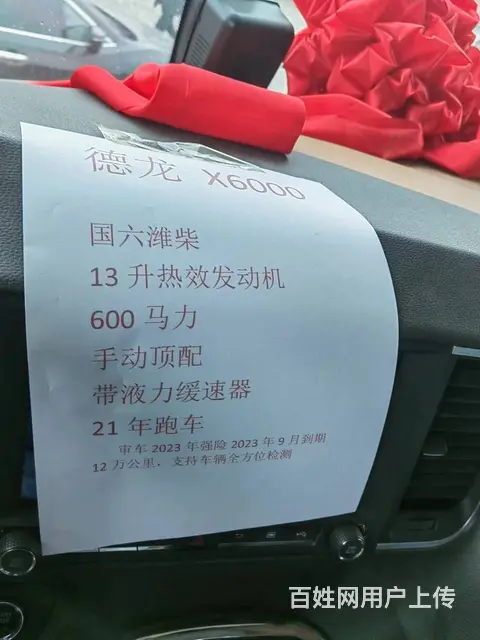 德龙 X6000
国六潍柴
13 升热效发动机
600 马力
手动顶配
带液力缓速器
21 年跑车
审车 2023 年强险 2023 年 9 月到期
12 万公里，支持车辆全方位检测
百姓网用户上传